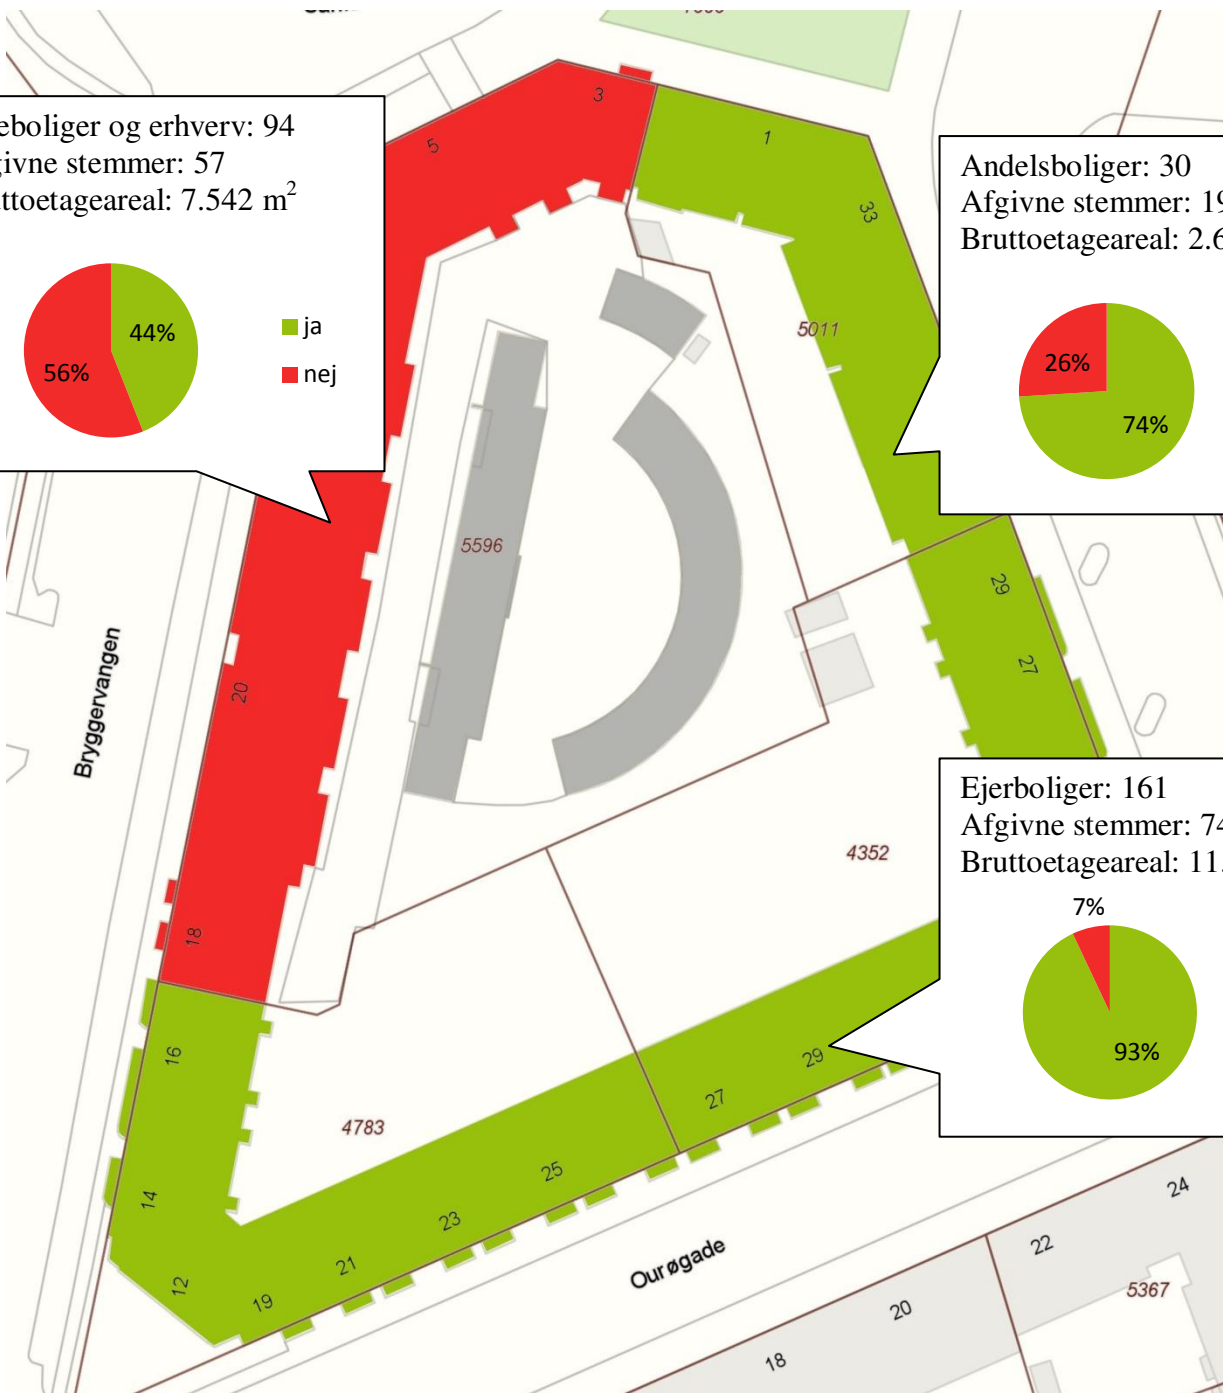 eboliger og erhverv: 94
givne stemmer: 57
ttoetageareal: 7.542 m²
44%
56%
ja
nej
Andelsboliger: 30
Afgivne stemmer: 19
Bruttoetageareal: 2.6
26%
74%
Ejerboliger: 161
Afgivne stemmer: 74
Bruttoetageareal: 11.
7%
93%
3
5
1
33
5011
5596
29
27
20
Bryggervangen
4352
18
16
4783
29
27
25
14
23
21
12
19
Ourøgade
24
22
5367
20
18